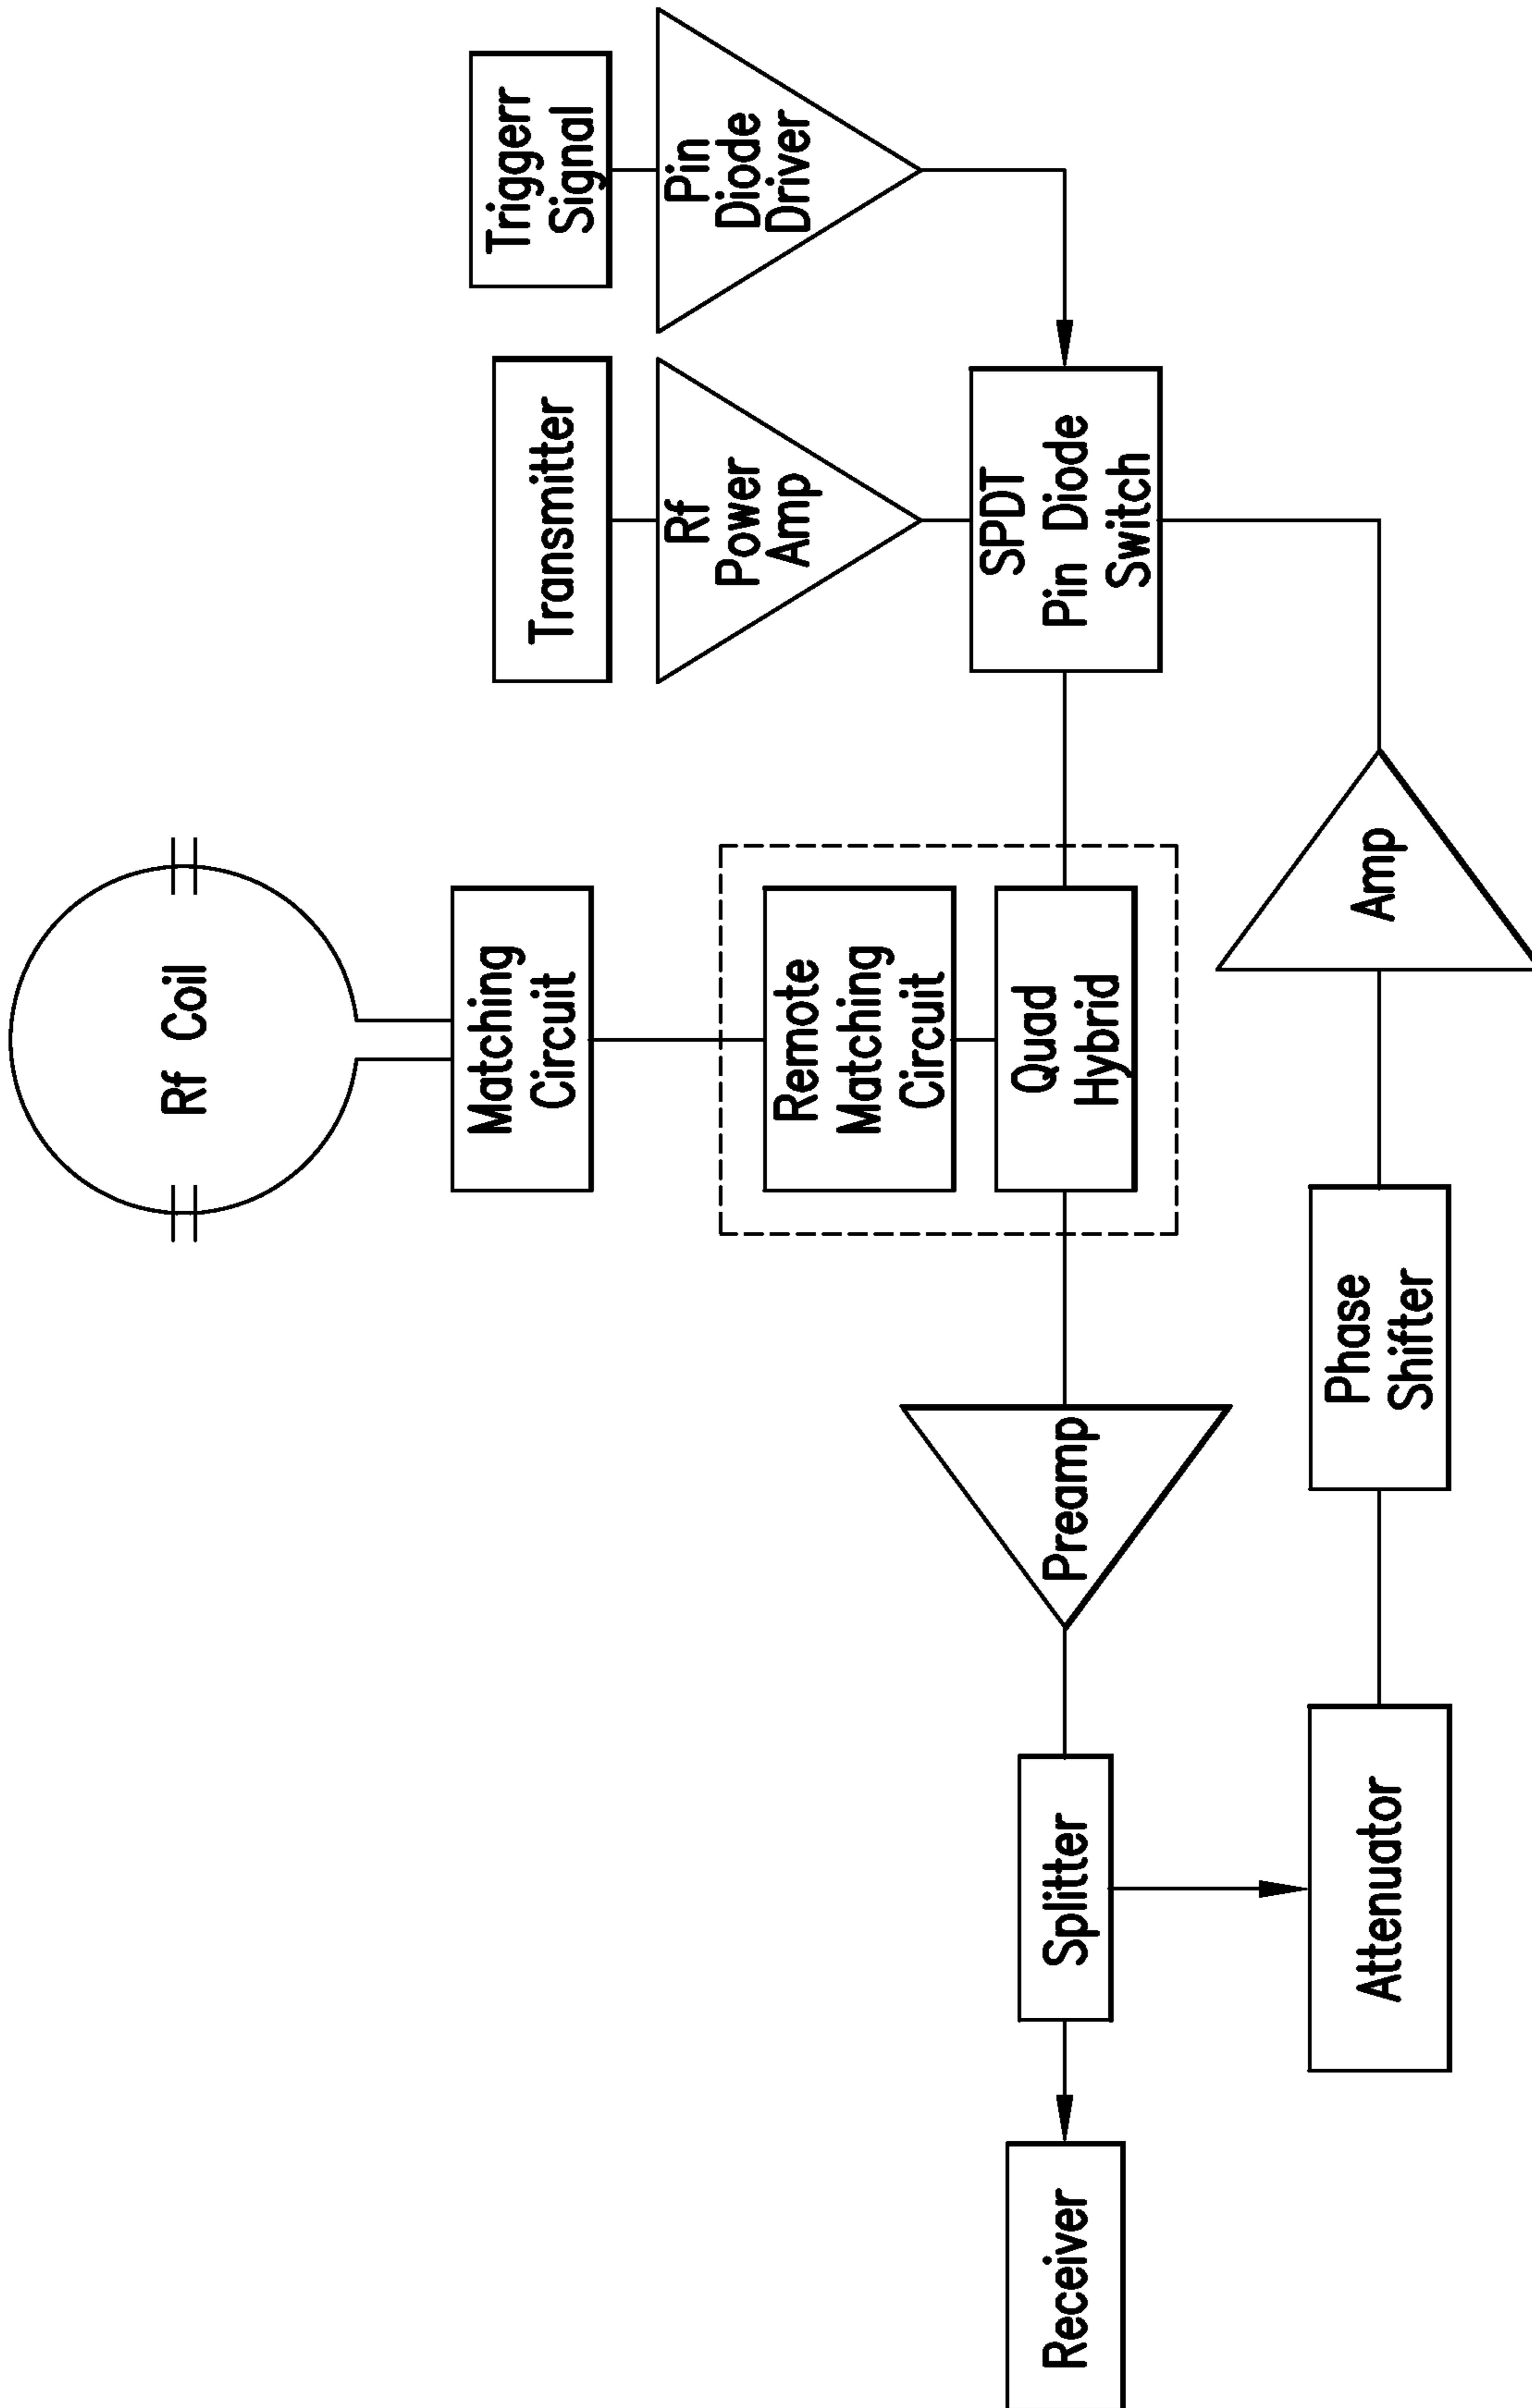 Rf Coil
Matching
Circuit
Remote
Matching
Circuit
Quad
Hybrid
Transmitter
Rf
Power
Amp
Triggerr
Signal
Pin
Diode
Driver
SPDT
Pin Diode
Switch
Receiver
Splitter
Preamp
Attenuator
Phase
Shifter
Amp